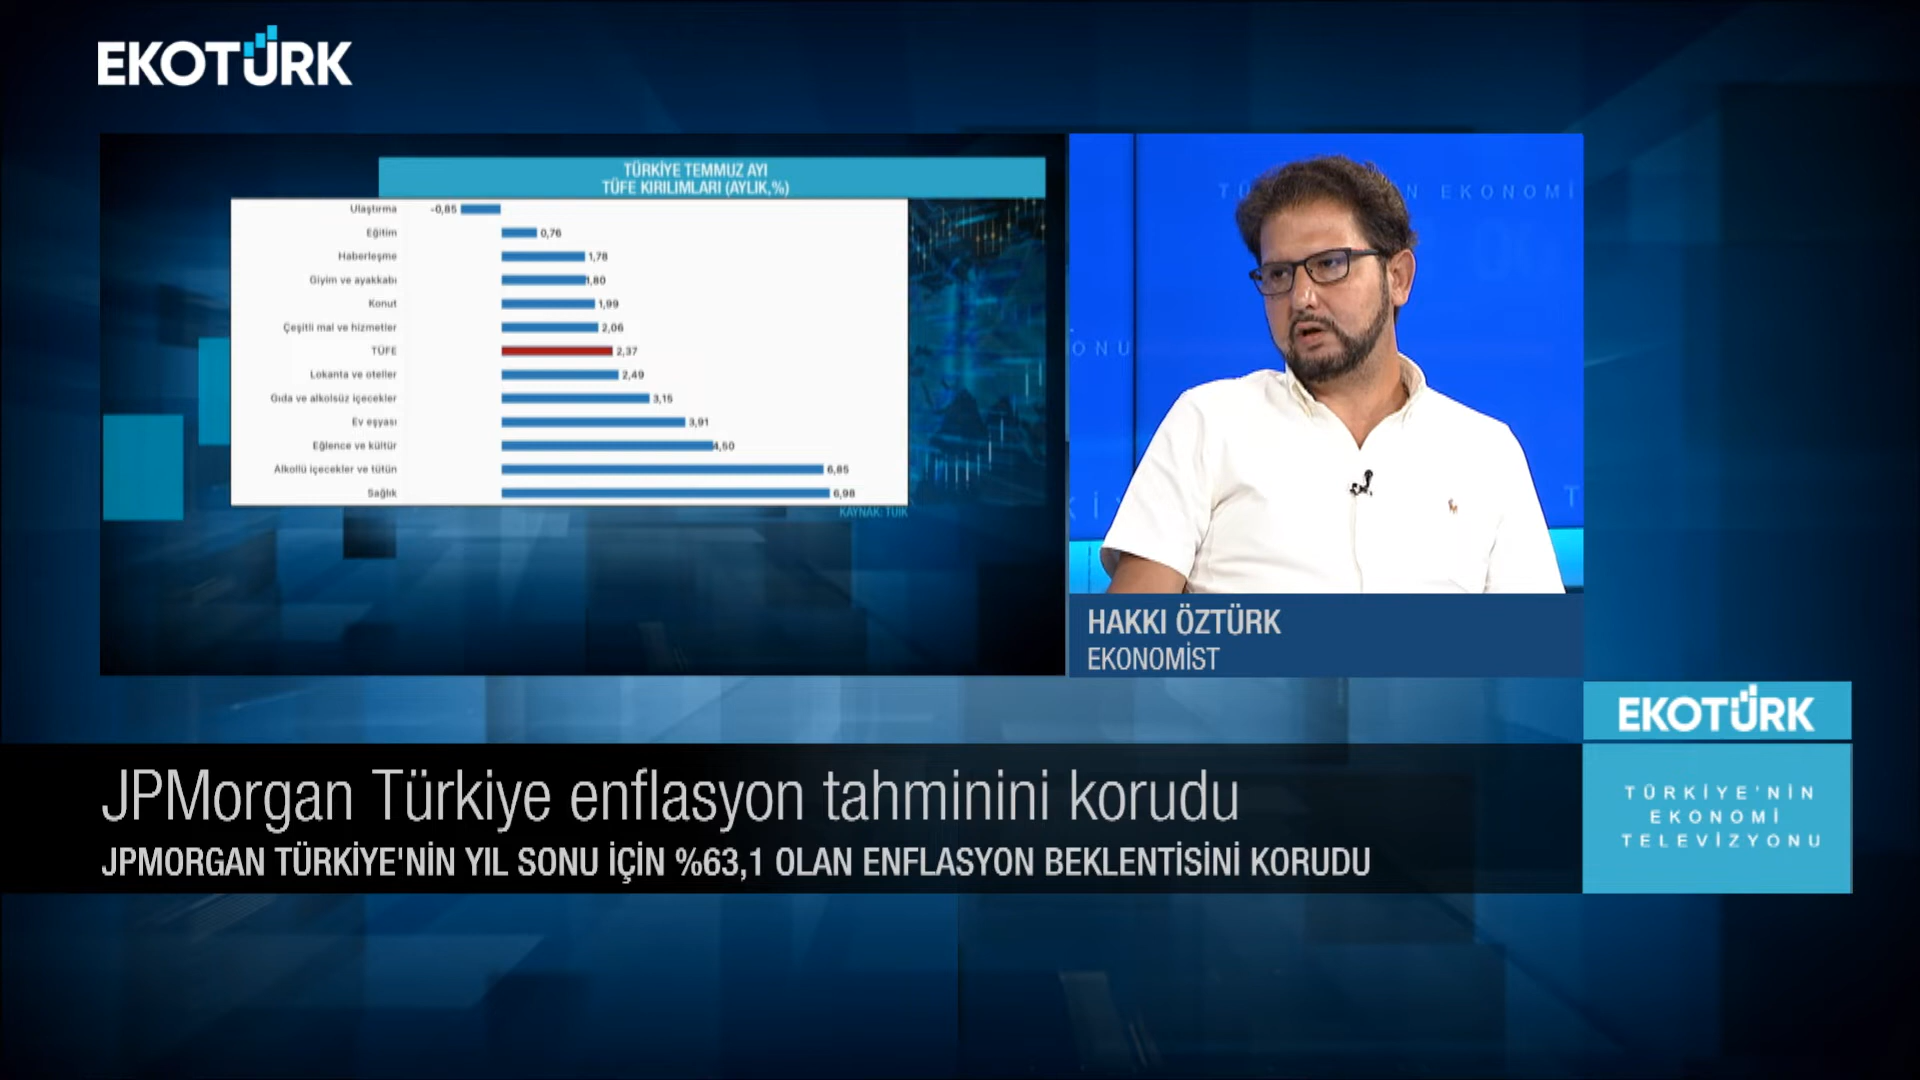 EKOTÜRK
TÜRKİYE TEMMUZ AYI
TÜFE KIRILIMLARI (AYLIK,%)
Ulaştırma -0,85
Eğitim 0,76
Haberleşme 1,78
Giyim ve ayakkabı 1,80
Konut 1,99
Çeşitli mal ve hizmetler 2,06
TÜFE 2,37
Lokanta ve oteller 2,49
Gıda ve alkolsüz içecekler 3,15
Ev eşyası 3,91
Eğlence ve kültür 4,50
Alkollü içecekler ve tütün 6,85
Sağlık 6,98
KAYNAK: TÜİK
N EKONOMİ
ONU
HAKKI ÖZTÜRK
EKONOMİST
EKOTÜRK
TÜRKİYE'NİN
EKONOMİ
TELEVİZYONU
JPMorgan Türkiye enflasyon tahminini korudu
JPMORGAN TÜRKİYE'NİN YIL SONU İÇİN %63,1 OLAN ENFLASYON BEKLENTİSİNİ KORUDU